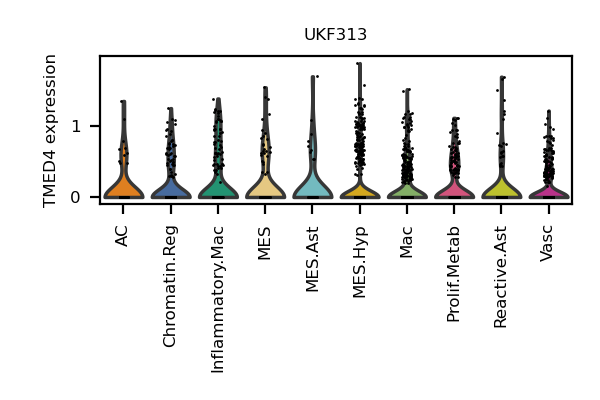 UKF313
TMED4 expression
1
0
AC
Chromatin.Reg
Inflammatory.Mac
MES
MES.Ast
MES.Hyp
Mac
Prolif.Metab
Reactive.Ast
Vasc